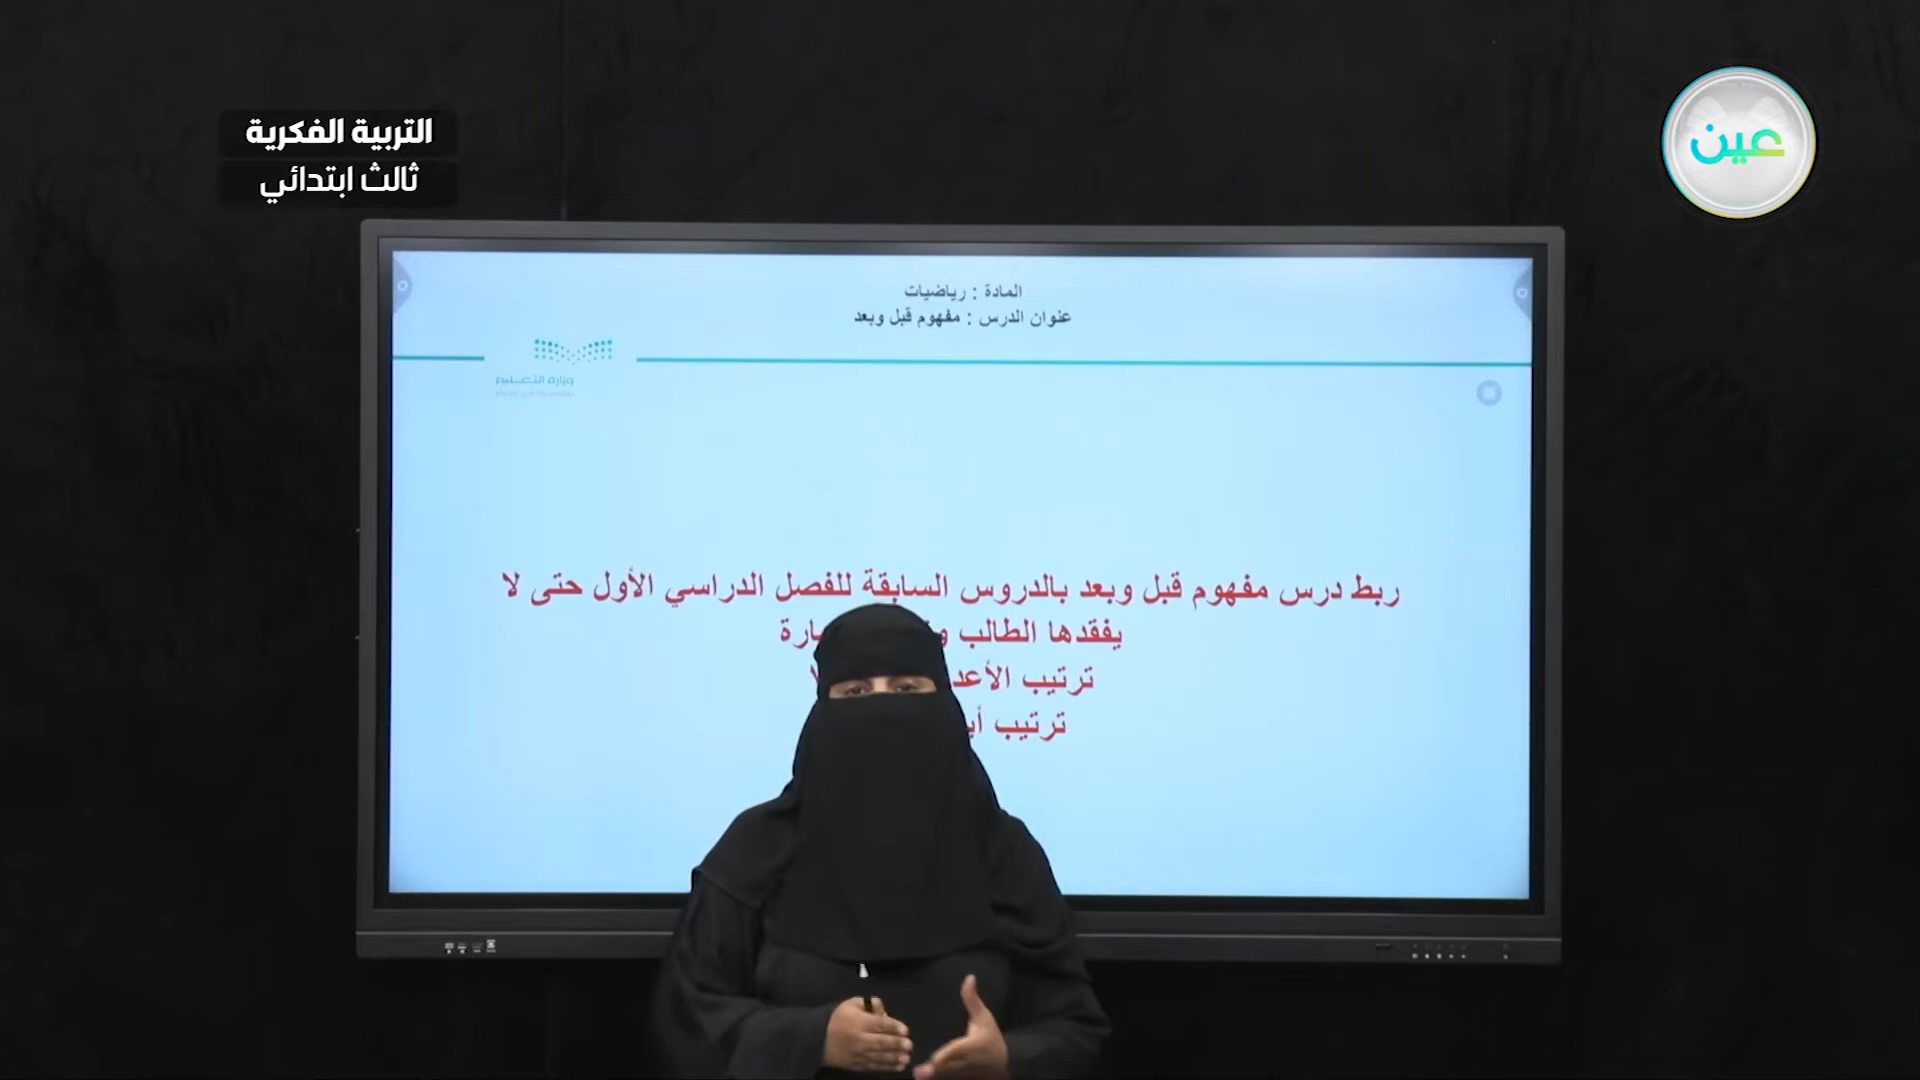 التربية الفكرية
ثالث ابتدائي
عين
المادة : رياضيات
عنوان الدرس : مفهوم قبل وبعد
وزارة التعليم
ربط درس مفهوم قبل وبعد بالدروس السابقة للفصل الدراسي الأول حتى لا
يفقدها الطالب
ترتيب
ترتيب